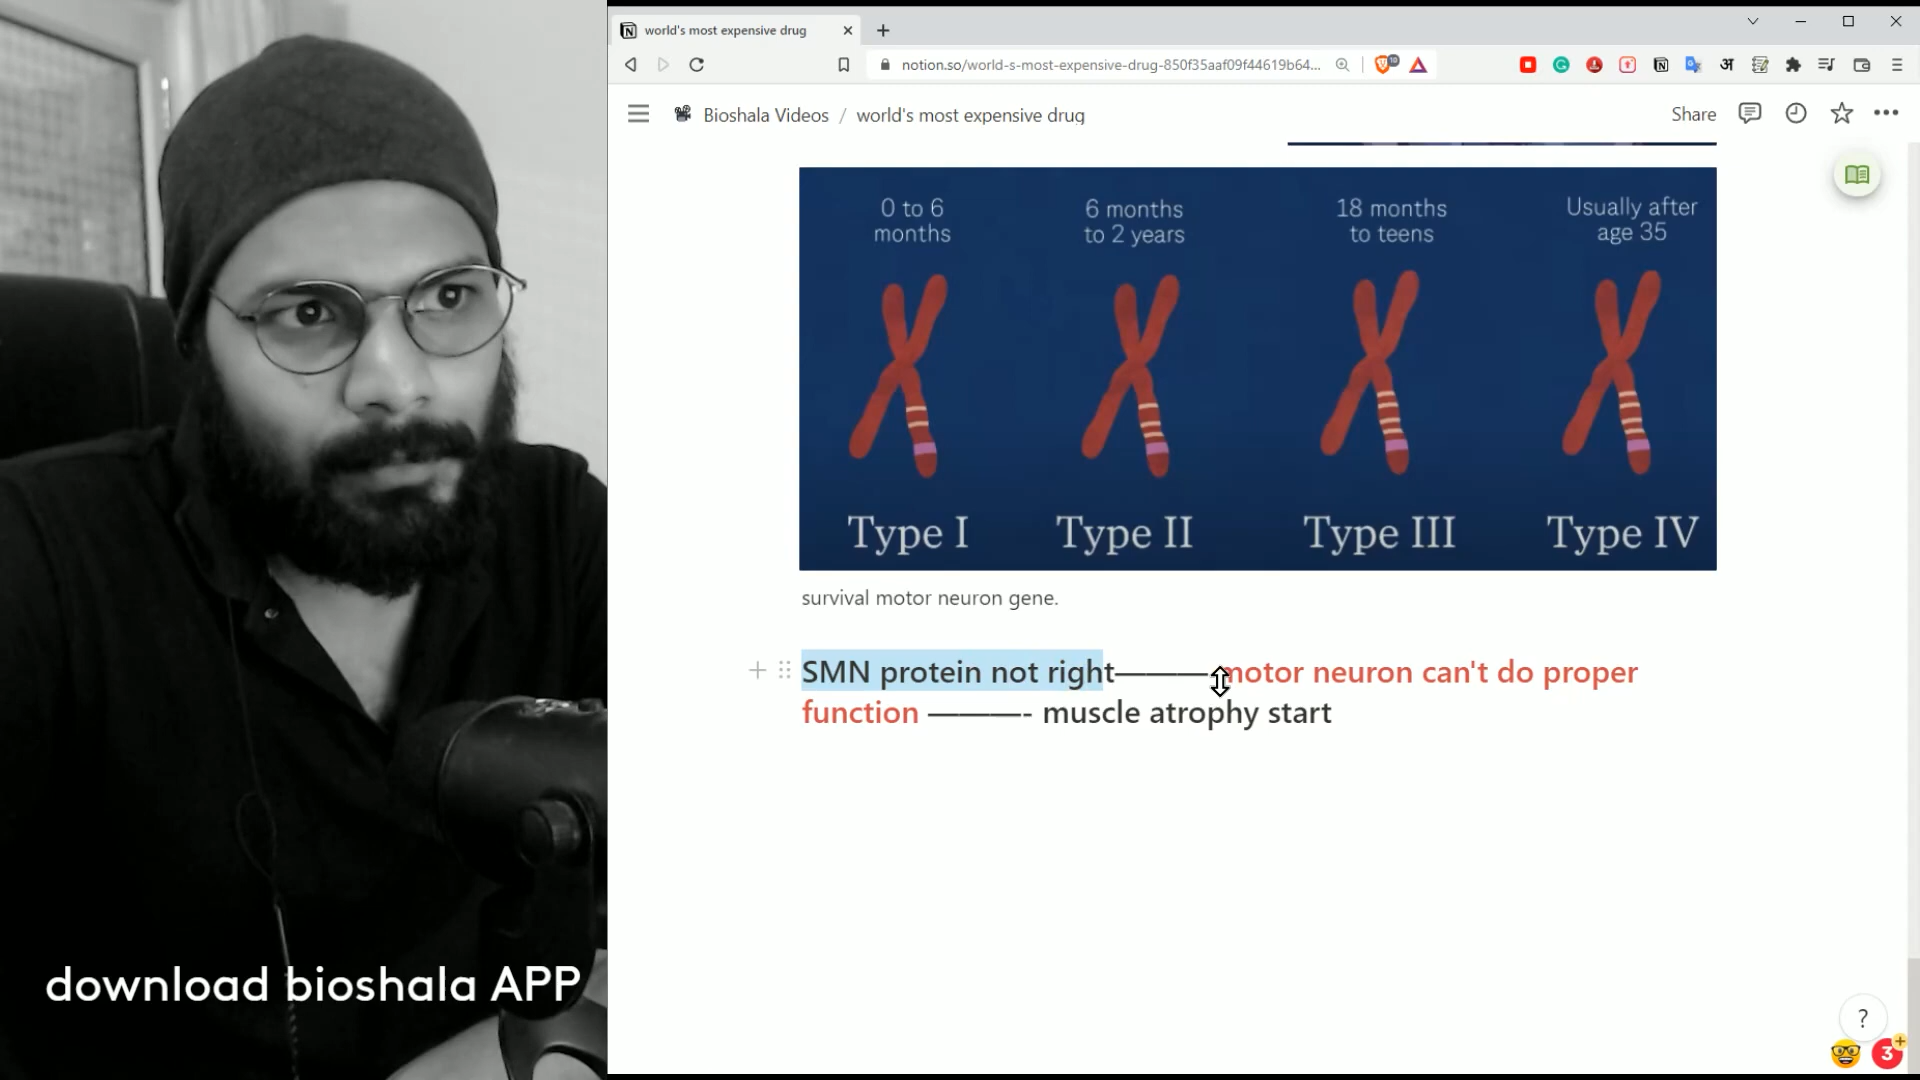 world's most expensive drug
notion.so/world-s-most-expensive-drug-850f35aaf09f44619b64...
10
अ
Bioshala Videos / world's most expensive drug
Share
0 to 6
months
6 months
to 2 years
18 months
to teens
Usually after
age 35
Type I
Type II
Type III
Type IV
survival motor neuron gene.
SMN protein not right———- motor neuron can't do proper
function ———- muscle atrophy start
download bioshala APP
?
3